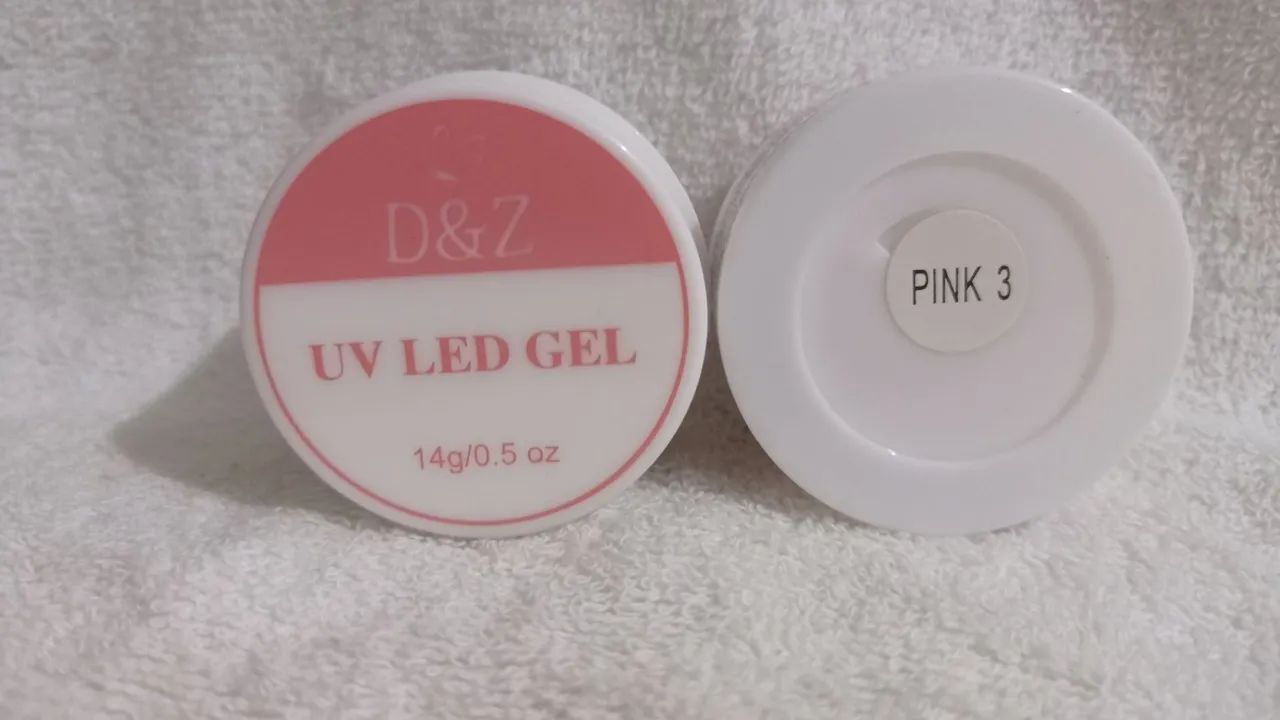 D&Z
UV LED GEL
14g/0.5 oz
PINK 3